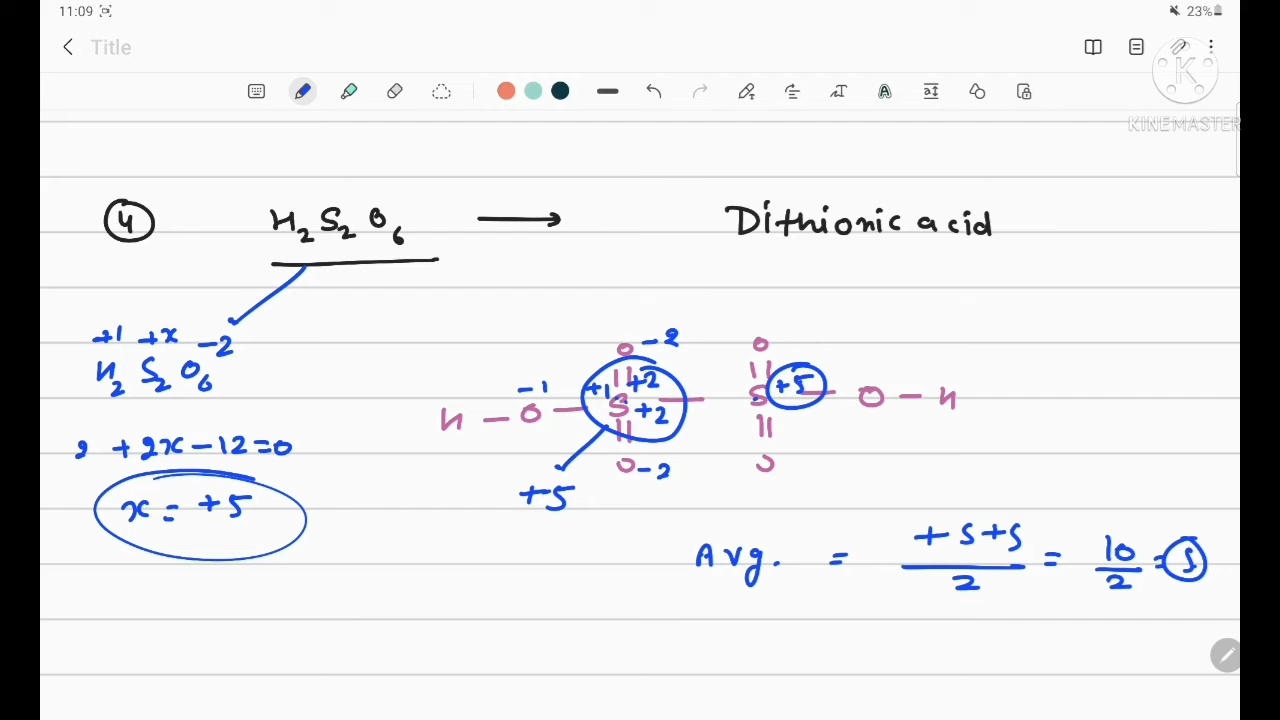 11:09 23%
Title
KINEMASTER
4 H2S2O6 → Dithionic acid
+1 +x -2
H2 S2 O6
2 + 2x - 12 = 0
x = +5
O -2 O
-1 +1 +2 +5
H - O - S - S - O - H
+2
O -2 O
+5
Avg. = +5+5/2 = 10/2 = 5